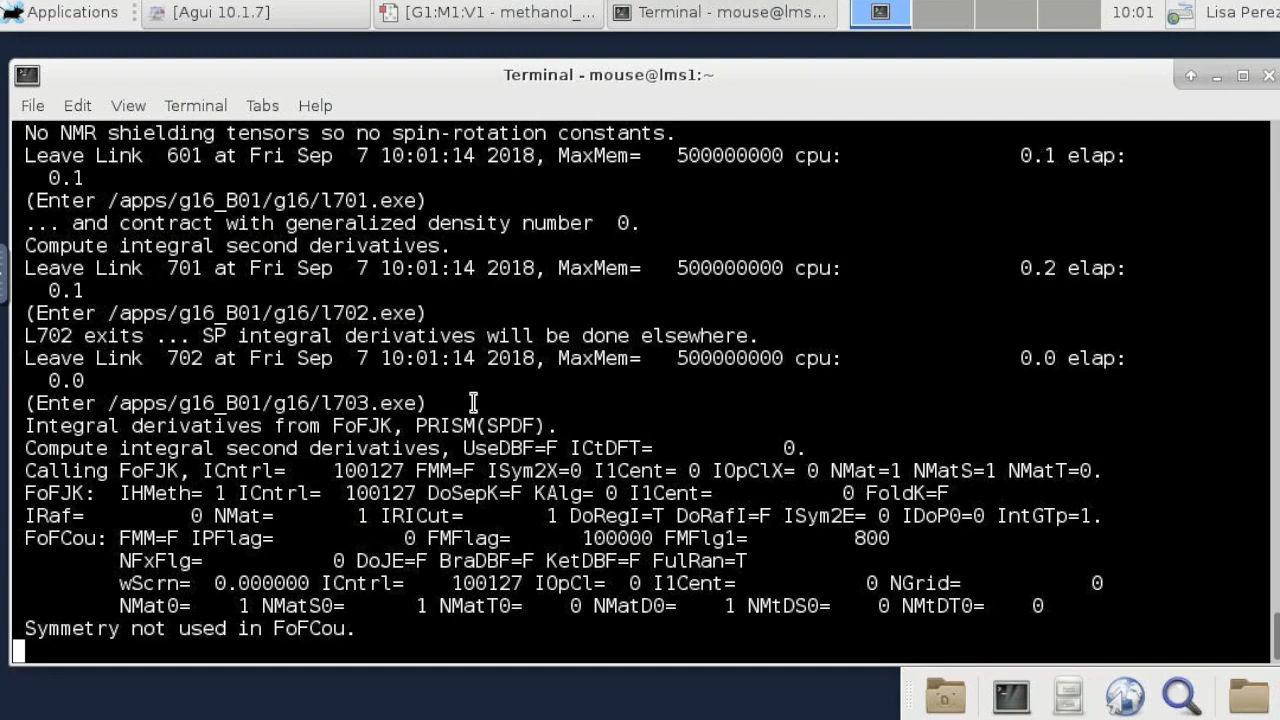 Applications [Agui 10.1.7] [G1:M1:V1 - methanol_... Terminal - mouse@lms... 10:01 Lisa Perez
Terminal - mouse@lms1:~
File Edit View Terminal Tabs Help
No NMR shielding tensors so no spin-rotation constants.
Leave Link  601 at Fri Sep  7 10:01:14 2018, MaxMem=   500000000 cpu:                0.1 elap:
  0.1
(Enter /apps/g16_B01/g16/l701.exe)
... and contract with generalized density number  0.
Compute integral second derivatives.
Leave Link  701 at Fri Sep  7 10:01:14 2018, MaxMem=   500000000 cpu:                0.2 elap:
  0.1
(Enter /apps/g16_B01/g16/l702.exe)
L702 exits ... SP integral derivatives will be done elsewhere.
Leave Link  702 at Fri Sep  7 10:01:14 2018, MaxMem=   500000000 cpu:                0.0 elap:
  0.0
(Enter /apps/g16_B01/g16/l703.exe)
Integral derivatives from FoFJK, PRISM(SPDF).
Compute integral second derivatives, UseDBF=F ICtDFT=           0.
Calling FoFJK, ICntrl=    100127 FMM=F ISym2X=0 I1Cent= 0 IOpClX= 0 NMat=1 NMatS=1 NMatT=0.
FoFJK:  IHMeth= 1 ICntrl=  100127 DoSepK=F KAlg= 0 I1Cent=           0 FoldK=F
IRaf=         0 NMat=       1 IRICut=       1 DoRegI=T DoRafI=F ISym2E= 0 IDoP0=0 IntGTp=1.
FoFCou: FMM=F IPFlag=           0 FMFlag=      100000 FMFlg1=         800
        NFxFlg=           0 DoJE=F BraDBF=F KetDBF=F FulRan=T
        wScrn=  0.000000 ICntrl=    100127 IOpCl=  0 I1Cent=           0 NGrid=           0
        NMat0=    1 NMatS0=      1 NMatT0=    0 NMatD0=    1 NMtDS0=    0 NMtDT0=    0
Symmetry not used in FoFCou.